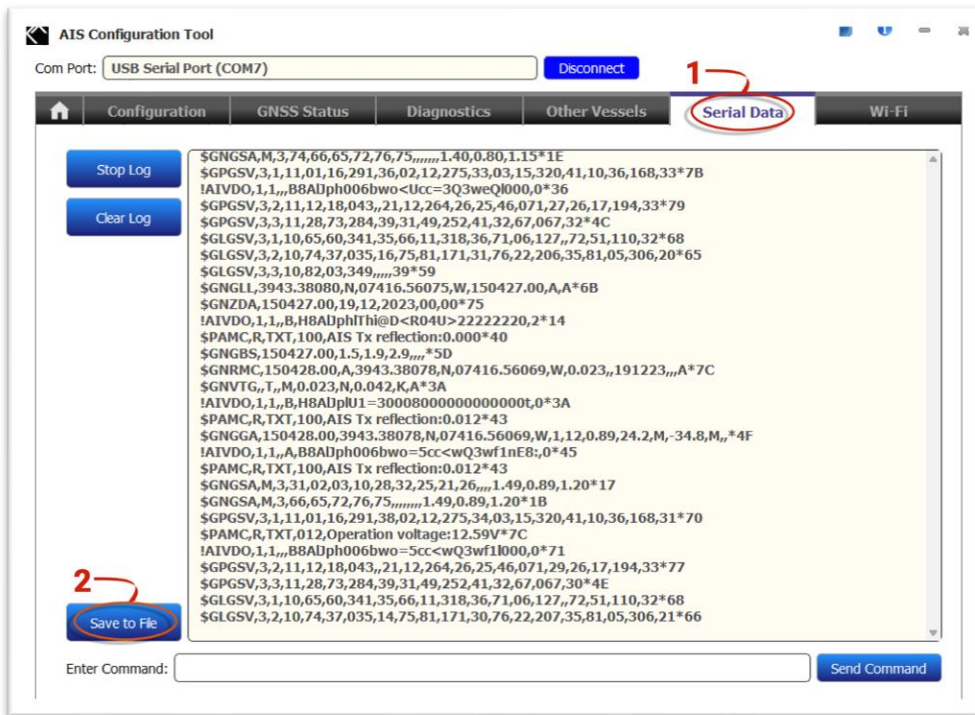 AIS Configuration Tool
Com Port: USB Serial Port (COM7) Disconnect
1
Configuration GNSS Status Diagnostics Other Vessels Serial Data Wi-Fi
Stop Log
Clear Log
$GNGSA,M,3,74,66,65,72,76,75,,,,,,,1.40,0.80,1.15*1E
$GPGSV,3,1,11,01,16,291,36,02,12,275,33,03,15,320,41,10,36,168,33*7B
!AIVDO,1,1,,,B8AlJph006bwo<Ucc=3Q3weQl000,0*36
$GPGSV,3,2,11,12,18,043,,21,12,264,26,25,46,071,27,26,17,194,33*79
$GPGSV,3,3,11,28,73,284,39,31,49,252,41,32,67,067,32*4C
$GLGSV,3,1,10,65,60,341,35,66,11,318,36,71,06,127,,72,51,110,32*68
$GLGSV,3,2,10,74,37,035,16,75,81,171,31,76,22,206,35,81,05,306,20*65
$GLGSV,3,3,10,82,03,349,,,,,39*59
$GNGLL,3943.38080,N,07416.56075,W,150427.00,A,A*6B
$GNZDA,150427.00,19,12,2023,00,00*75
!AIVDO,1,1,,B,H8AlJphlThi@D<R04U>22222220,2*14
$PAMC,R,TXT,100,AIS Tx reflection:0.000*40
$GNGBS,150427.00,1.5,1.9,2.9,,,,*5D
$GNRMC,150428.00,A,3943.38078,N,07416.56069,W,0.023,,191223,,,A*7C
$GNVTG,,T,,M,0.023,N,0.042,K,A*3A
!AIVDO,1,1,,B,H8AlJplU1=30008000000000000t,0*3A
$PAMC,R,TXT,100,AIS Tx reflection:0.012*43
$GNGGA,150428.00,3943.38078,N,07416.56069,W,1,12,0.89,24.2,M,-34.8,M,,*4F
!AIVDO,1,1,,A,B8AlJph006bwo=5cc<wQ3wf1nE8:,0*45
$PAMC,R,TXT,100,AIS Tx reflection:0.012*43
$GNGSA,M,3,31,02,03,10,28,32,25,21,26,,,,1.49,0.89,1.20*17
$GNGSA,M,3,66,65,72,76,75,,,,,,,,1.49,0.89,1.20*1B
$GPGSV,3,1,11,01,16,291,38,02,12,275,34,03,15,320,41,10,36,168,31*70
$PAMC,R,TXT,012,Operation voltage:12.59V*7C
!AIVDO,1,1,,,B8AlJph006bwo=5cc<wQ3wf1l000,0*71
$GPGSV,3,2,11,12,18,043,,21,12,264,26,25,46,071,29,26,17,194,33*77
$GPGSV,3,3,11,28,73,284,39,31,49,252,41,32,67,067,30*4E
$GLGSV,3,1,10,65,60,341,35,66,11,318,36,71,06,127,,72,51,110,32*68
$GLGSV,3,2,10,74,37,035,14,75,81,171,30,76,22,207,35,81,05,306,21*66
2
Save to File
Enter Command: Send Command